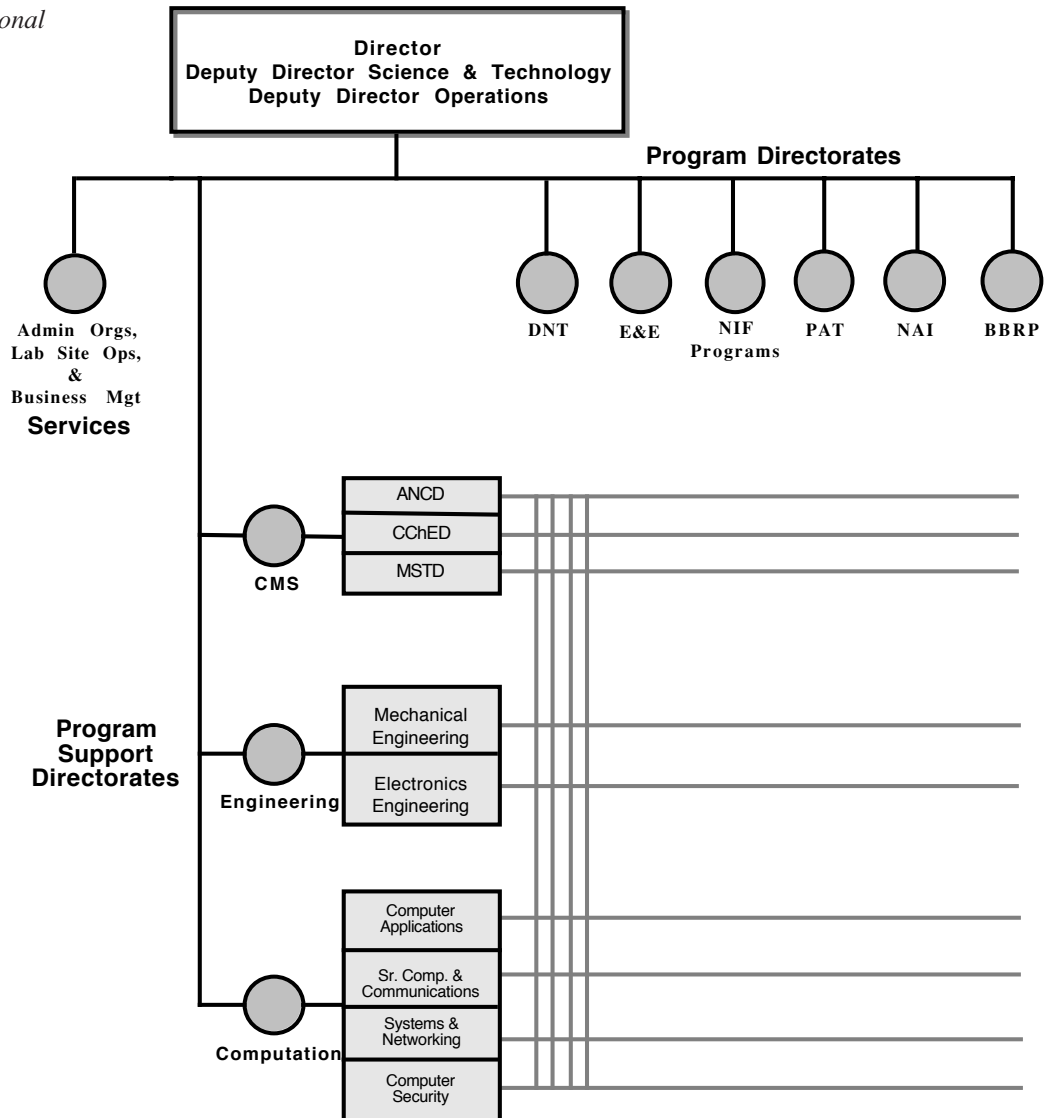 onal
Director
Deputy Director Science & Technology
Deputy Director Operations
Program Directorates
Admin Orgs,
Lab Site Ops,
&
Business Mgt
Services
DNT
E&E
NIF
Programs
PAT
NAI
BBRP
ANCD
CChED
MSTD
CMS
Program
Support
Directorates
Mechanical
Engineering
Electronics
Engineering
Engineering
Computer
Applications
Sr. Comp. &
Communications
Systems &
Networking
Computer
Security
Computation